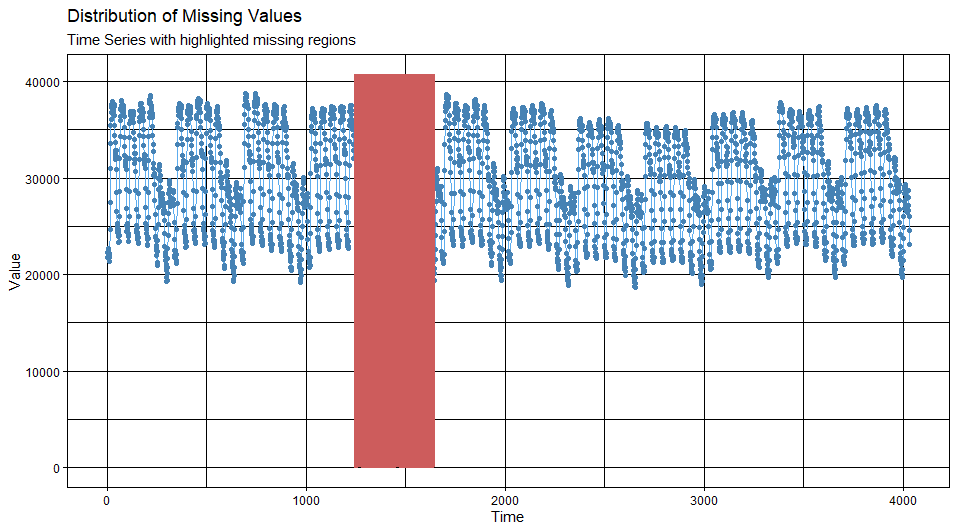 Distribution of Missing Values
Time Series with highlighted missing regions
40000
30000
20000
10000
0
Value
0 1000 2000 3000 4000
Time